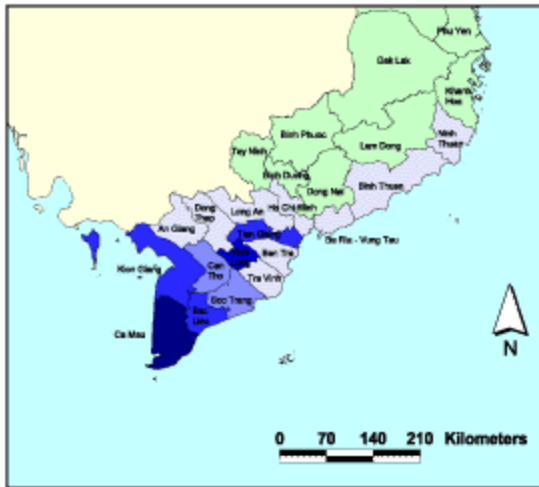 Phu Yen
Dak Lak
Khanh Hoa
Ninh Thuan
Binh Phuoc
Lam Dong
Tay Ninh
Binh Duong
Binh Thuan
Dong Nai
Dong Thap
Long An
Ho Chi Minh
An Giang
Tien Giang
Ba Ria - Vung Tau
Ben Tre
Kien Giang
Can Tho
Tra Vinh
Soc Trang
Bac Lieu
Ca Mau
N
0 70 140 210 Kilometers